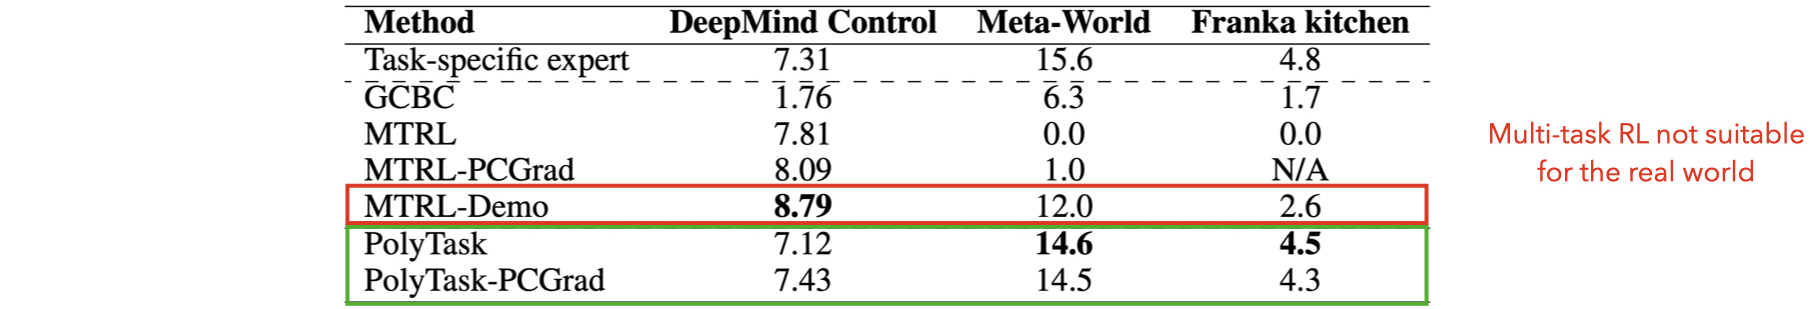 Method DeepMind Control Meta-World Franka kitchen
Task-specific expert 7.31 15.6 4.8
GCBC 1.76 6.3 1.7
MTRL 7.81 0.0 0.0
MTRL-PCGrad 8.09 1.0 N/A
MTRL-Demo 8.79 12.0 2.6
PolyTask 7.12 14.6 4.5
PolyTask-PCGrad 7.43 14.5 4.3
Multi-task RL not suitable
for the real world